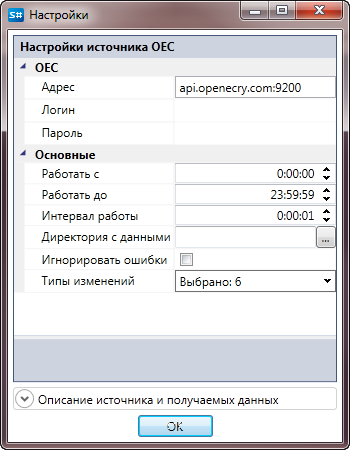 S# Настройки
Настройки источника OEC
OEC
Адрес api.openecry.com:9200
Логин
Пароль
Основные
Работать с 0:00:00
Работать до 23:59:59
Интервал работы 0:00:01
Директория с данными ...
Игнорировать ошибки
Типы изменений Выбрано: 6
Описание источника и получаемых данных
OK